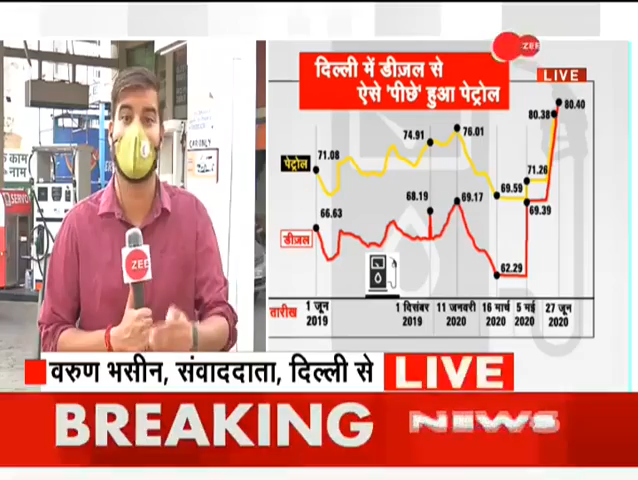 ZEE
LIVE
दिल्ली में डीज़ल से
ऐसे 'पीछे' हुआ पेट्रोल
पेट्रोल
71.08
74.91
76.01
69.59
71.26
80.38
80.40
डीज़ल
66.63
68.19
69.17
62.29
69.39
तारीख
1 जून
2019
1 दिसंबर
2019
11 जनवरी
2020
16 मार्च
2020
5 मई
2020
27 जून
2020
के काम
नाम
SERVO
ZEE
वरुण भसीन, संवाददाता, दिल्ली से
LIVE
BREAKING NEWS